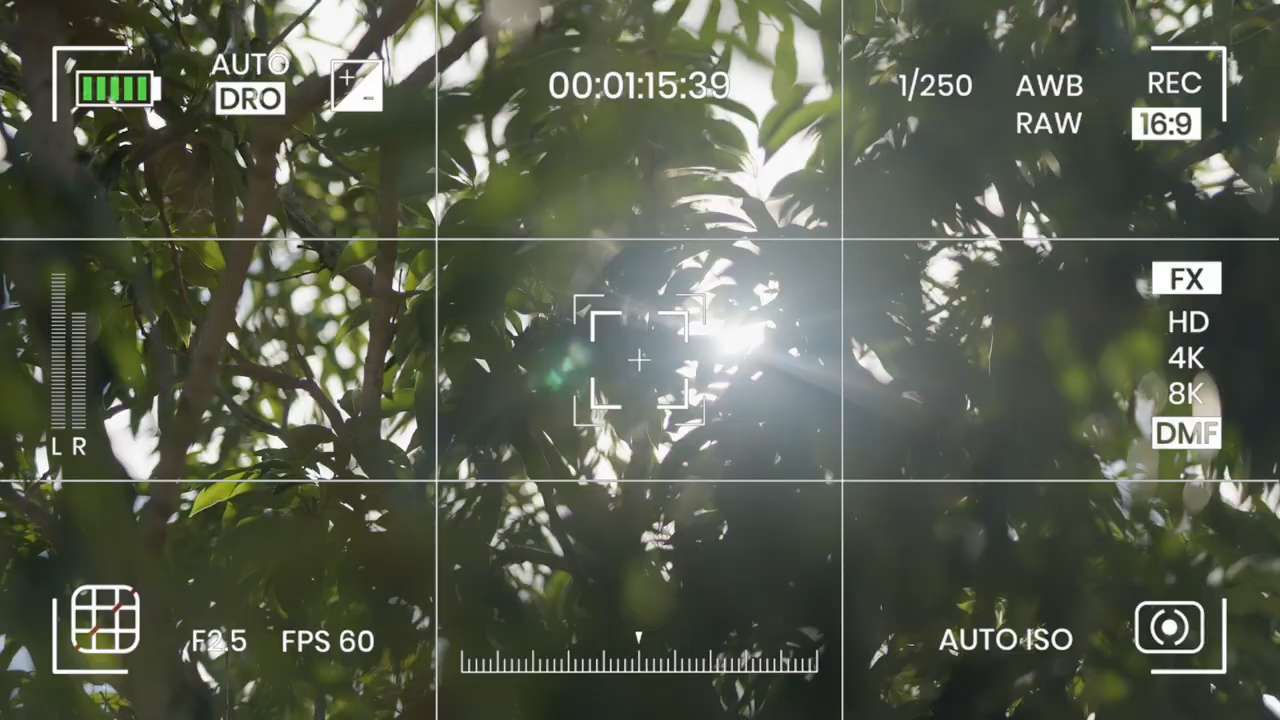 AUTO
DRO
00:01:15:39
1/250
AWB
RAW
REC
16:9
FX
HD
4K
8K
DMF
L R
F2.5
FPS 60
AUTO ISO